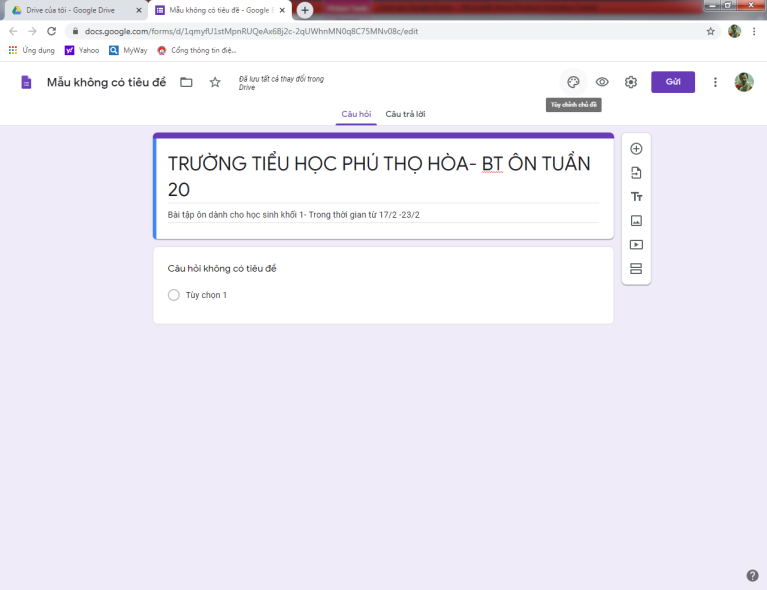 Drive của tôi - Google Drive
Mẫu không có tiêu đề - Google
docs.google.com/forms/d/1qmyfU1stMpnRUQeAx6Bj2c-2qUWhnMN0q8C75MNv08c/edit
Ứng dụng
Yahoo
MyWay
Cổng thông tin điệ...
Mẫu không có tiêu đề
Đã lưu tất cả thay đổi trong
Drive
Gửi
Tùy chỉnh chủ đề
Câu hỏi
Câu trả lời
TRƯỜNG TIỂU HỌC PHÚ THỌ HÒA- BT ÔN TUẦN
20
Bài tập ôn dành cho học sinh khối 1- Trong thời gian từ 17/2 -23/2
Câu hỏi không có tiêu đề
Tùy chọn 1